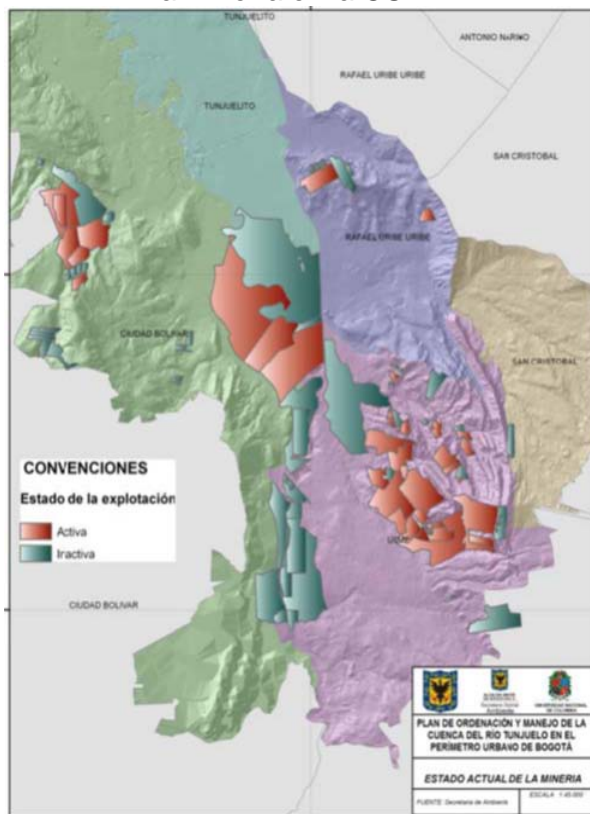 TUNJUELITO
ANTONIO NARIÑO
RAFAEL URIBE URIBE
TUNJUELITO
SAN CRISTOBAL
RAFAEL URIBE URIBE
CIUDAD BOLIVAR
SAN CRISTOBAL
CONVENCIONES
Estado de la explotación
Activa
Iractiva
CIUDAD BOLIVAR
PLAN DE ORDENACIÓN Y MANEJO DE LA
CUENCA DEL RÍO TUNJUELO EN EL
PERÍMETRO URBANO DE BOGOTÁ
ESTADO ACTUAL DE LA MINERIA
FUENTE: Secretaria de Ambiente